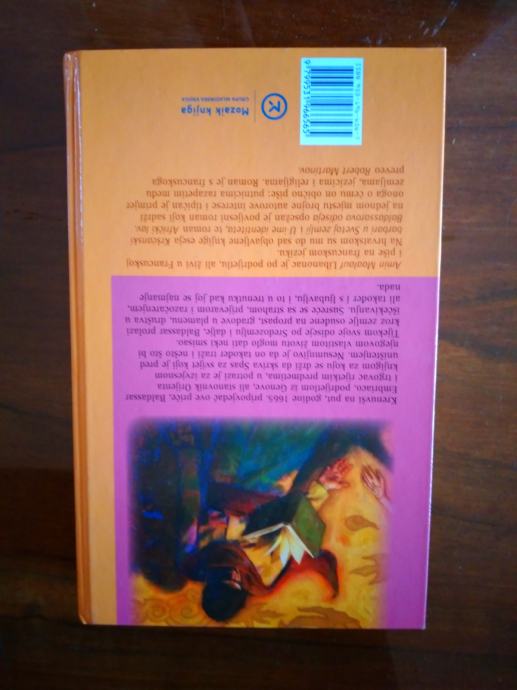 Krenuvši na put, godine 1665, pripovjedač ove priče, Baldassar
Embriaco, podrijetlom iz Genove, ali stanovnik Orijenta
i trgovac rijetkim predmetima, u potrazi je za izvjesnom
knjigom za koju se drži da skriva Spas za svijet koji je pred
uništenjem. Nesumnjivo je da on također traži i nešto što bi
njegovom vlastitom životu moglo dati neki smisao.
Tijekom svoje odiseje po Sredozemlju i dalje, Baldassar prolazi
kroz zemlje osuđene na propast, gradove u plamenu, društva u
iščekivanju. Susreće se sa strahom, prijevarom i razočarenjem,
ali također i s ljubavlju, i to u trenutku kad joj se najmanje
nada.
Amin Maalouf Libanonac je po podrijetlu, ali živi u Francuskoj
i piše na francuskom jeziku.
Na hrvatskom su mu do sad objavljene knjige eseja Križarski
barbari u Svetoj zemlji i U ime identiteta, te roman Afrički lav.
Baldassarova odiseja opsežan je povijesni roman koji sadrži
na jednom mjestu brojne autorove interese i tipičan je primjer
onoga o čemu on obično piše: putnicima razapetim među
zemljama, jezicima i religijama. Roman je s francuskoga
preveo Robert Martinov.
Mozaik knjiga
GRUPA MLADINSKA KNJIGA